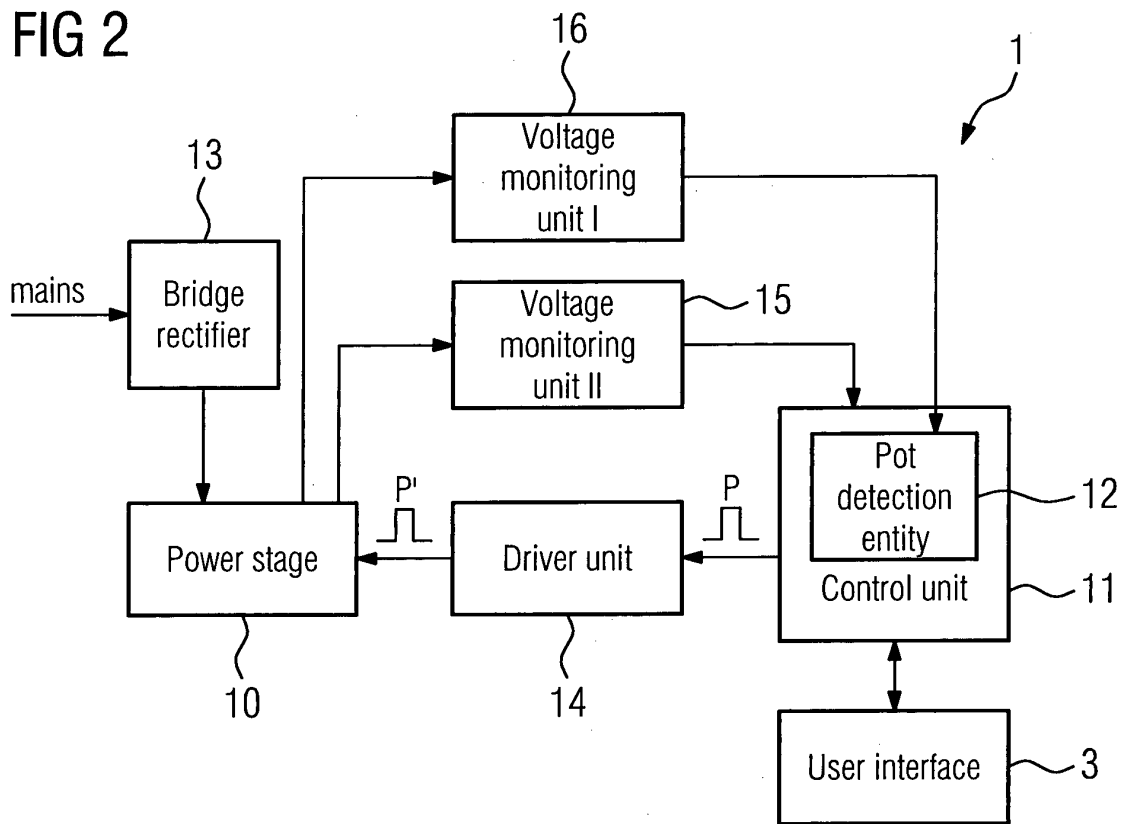 FIG 2
16
1
Voltage
monitoring
unit I
13
mains
Bridge
rectifier
Voltage
monitoring
unit II
15
Pot
detection
entity
12
P'
P
Power stage
Driver unit
Control unit
11
10
14
User interface
3